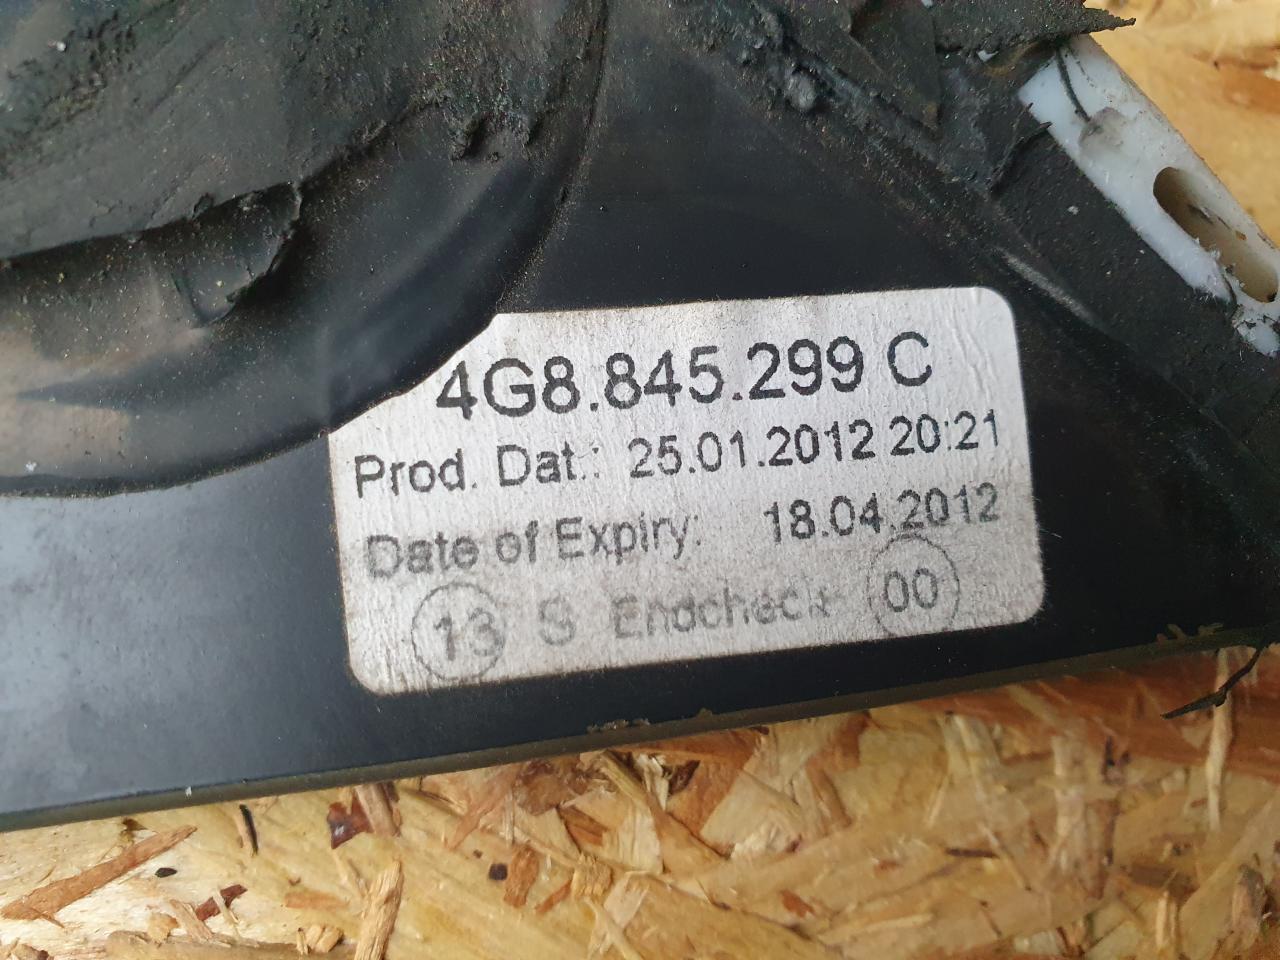 4G8.845.299 C
Prod. Dat.: 25.01.2012 20:21
Date of Expiry: 18.04.2012
13 S Endcheck 00